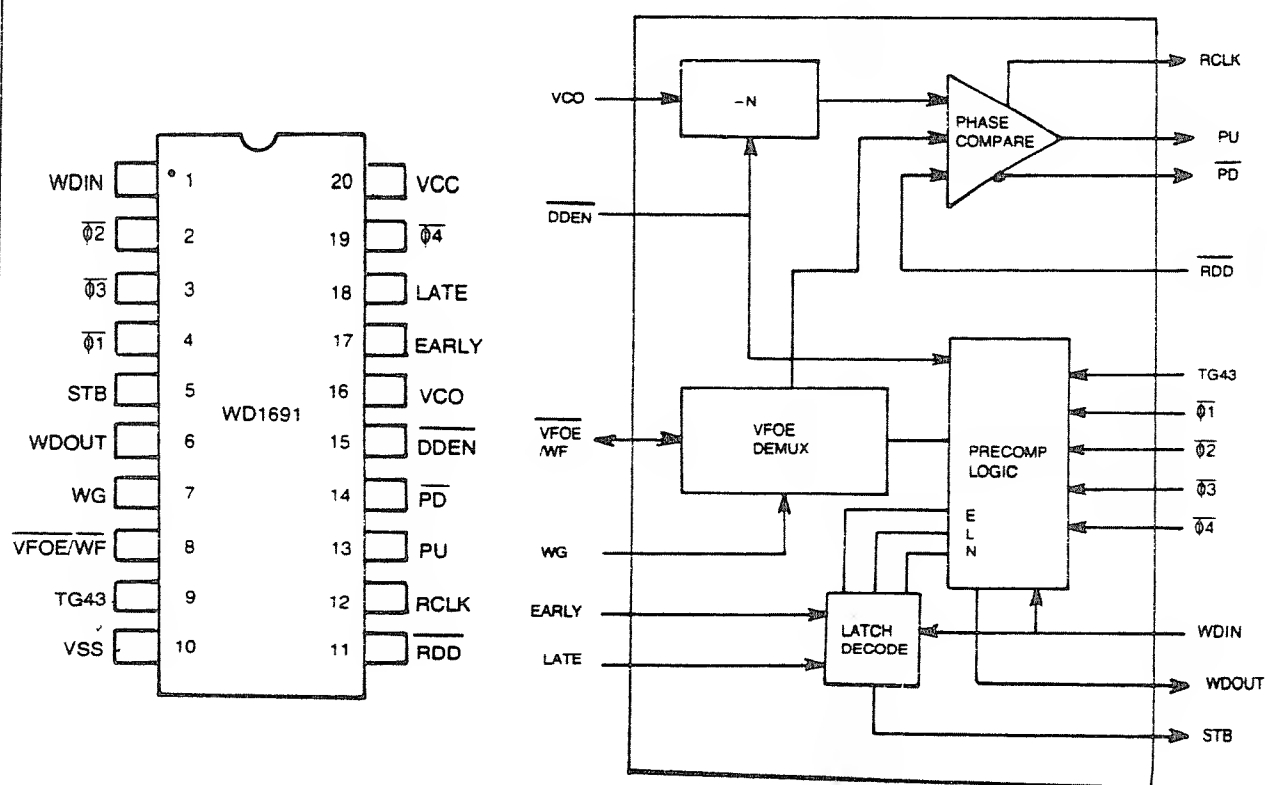 WDIN 1 20 VCC
φ2 2 19 φ4
φ3 3 18 LATE
φ1 4 17 EARLY
STB 5 16 VCO
WD1691
WDOUT 6 15 DDEN
WG 7 14 PD
VFOE/WF 8 13 PU
TG43 9 12 RCLK
VSS 10 11 RDD
VCO
-N
PHASE
COMPARE
RCLK
PU
PD
DDEN
RDD
VFOE
/WF
VFOE
DEMUX
PRECOMP
LOGIC
TG43
φ1
φ2
φ3
φ4
E
L
N
WG
EARLY
LATE
LATCH
DECODE
WDIN
WDOUT
STB